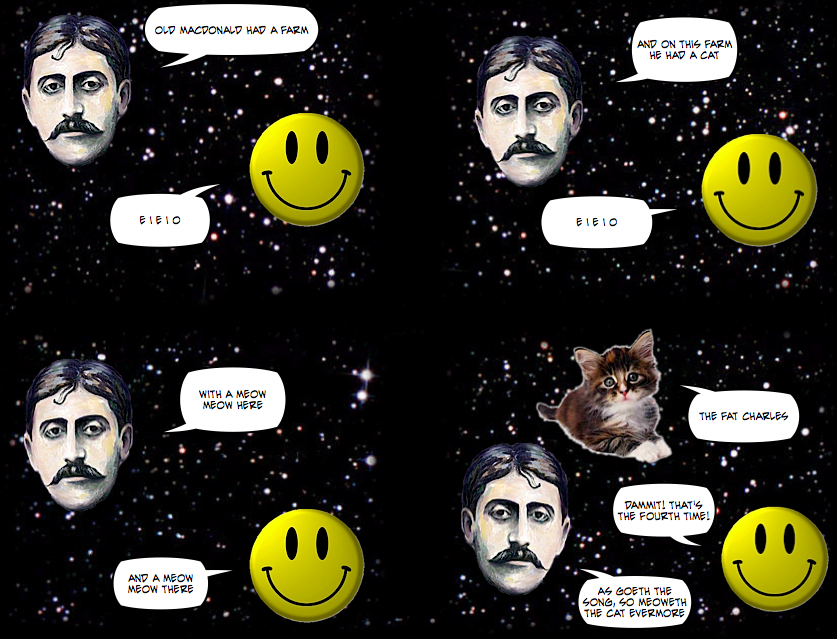 OLD MACDONALD HAD A FARM
E I E I O
AND ON THIS FARM
HE HAD A CAT
E I E I O
WITH A MEOW
MEOW HERE
AND A MEOW
MEOW THERE
THE FAT CHARLES
DAMMIT! THAT'S
THE FOURTH TIME!
AS GOETH THE
SONG, SO MEOWETH
THE CAT EVERMORE